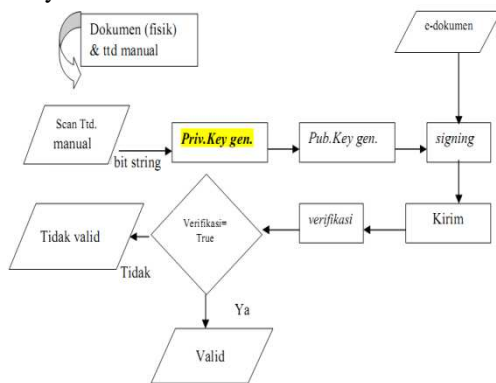 Dokumen (fisik)
& ttd manual
e-dokumen
Scan Ttd.
manual
bit string
Priv.Key gen.
Pub.Key gen.
signing
Tidak valid
Tidak
Verifikasi=
True
verifikasi
Kirim
Ya
Valid